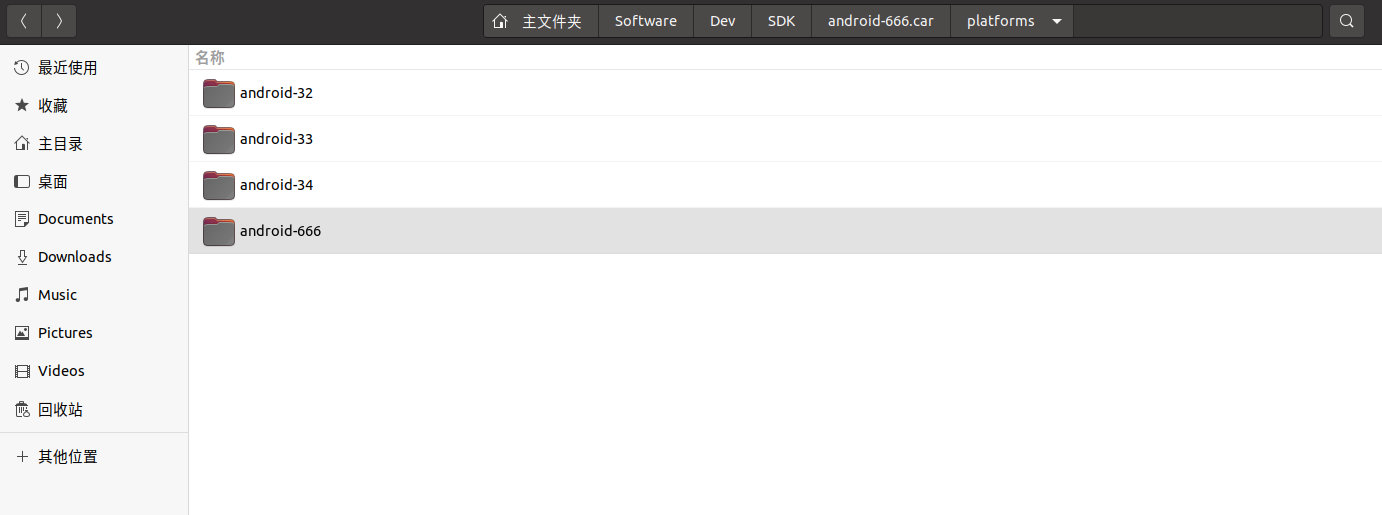 主文件夹 Software Dev SDK android-666.car platforms
最近使用
收藏
主目录
桌面
Documents
Downloads
Music
Pictures
Videos
回收站
其他位置
名称
android-32
android-33
android-34
android-666